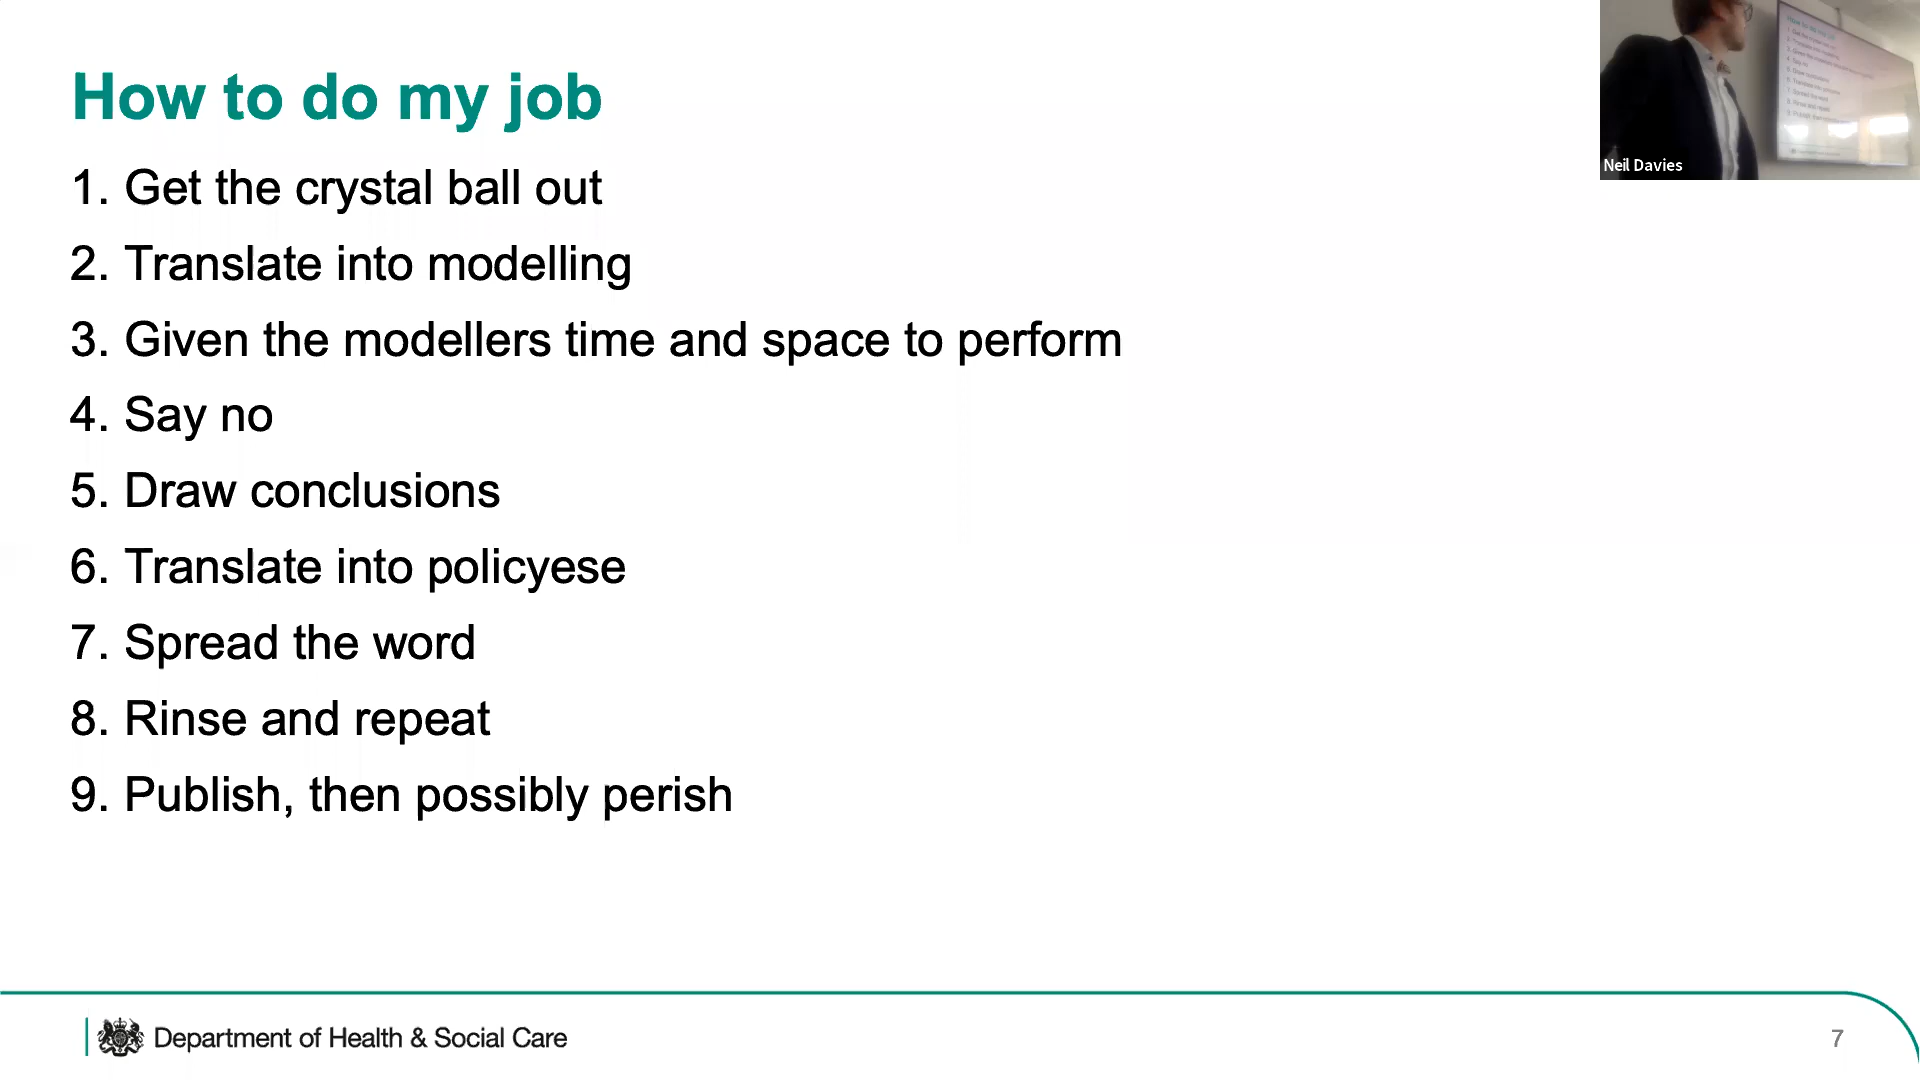 How to do my job
1. Get the crystal ball out
2. Translate into modelling
3. Given the modellers time and space to perform
4. Say no
5. Draw conclusions
6. Translate into policyese
7. Spread the word
8. Rinse and repeat
9. Publish, then possibly perish
Neil Davies
Department of Health & Social Care
7